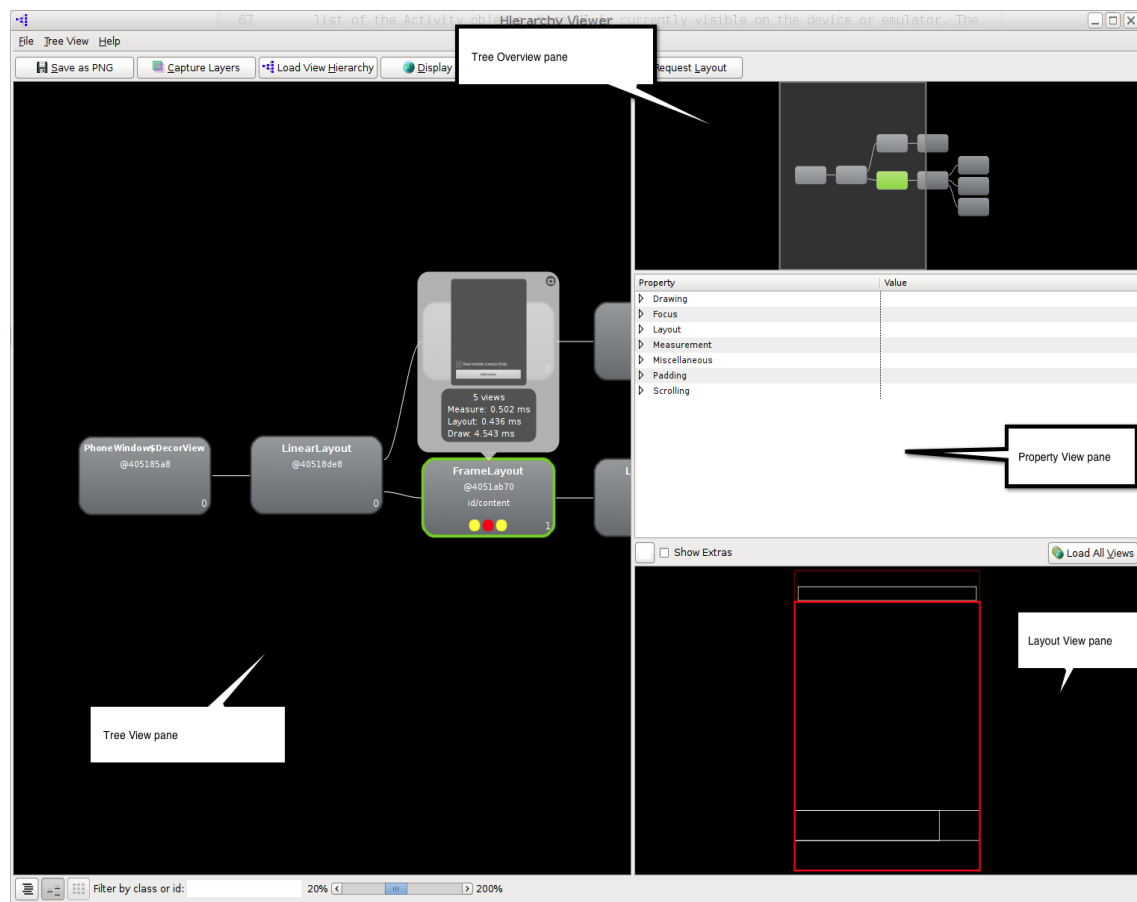 67 list of the Activity obje currently visible on the device or emulator. The
Hierarchy Viewer
File Tree View Help
Save as PNG Capture Layers Load View Hierarchy Display equest Layout
Tree Overview pane
Property Value
Drawing
Focus
Layout
Measurement
Miscellaneous
Padding
Scrolling
Property View pane
0
5 views
Measure: 0.502 ms
Layout: 0.436 ms
Draw: 4.543 ms
PhoneWindow$DecorView
@405185a8
0
LinearLayout
@40518de8
0
FrameLayout
@4051ab70
id/content
1
L
Show Extras
Load All Views
Layout View pane
Tree View pane
Filter by class or id: 20% 200%